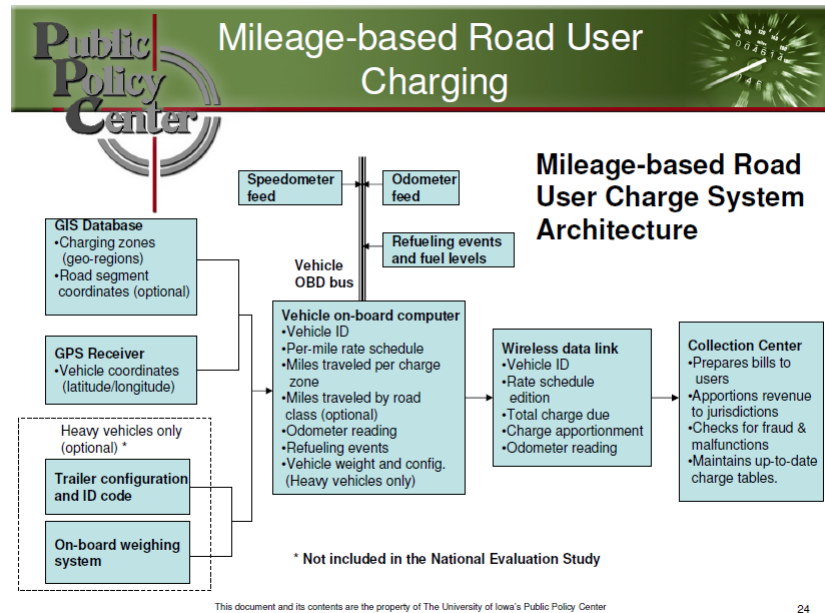 Public
Policy
Center
Mileage-based Road User
Charging
Mileage-based Road
User Charge System
Architecture
Speedometer
feed
Odometer
feed
Refueling events
and fuel levels
Vehicle
OBD bus
GIS Database
•Charging zones
(geo-regions)
•Road segment
coordinates (optional)
GPS Receiver
•Vehicle coordinates
(latitude/longitude)
Heavy vehicles only
(optional) *
Trailer configuration
and ID code
On-board weighing
system
Vehicle on-board computer
•Vehicle ID
•Per-mile rate schedule
•Miles traveled per charge
zone
•Miles traveled by road
class (optional)
•Odometer reading
•Refueling events
•Vehicle weight and config.
(Heavy vehicles only)
Wireless data link
•Vehicle ID
•Rate schedule
edition
•Total charge due
•Charge apportionment
•Odometer reading
Collection Center
•Prepares bills to
users
•Apportions revenue
to jurisdictions
•Checks for fraud &
malfunctions
•Maintains up-to-date
charge tables.
* Not included in the National Evaluation Study
This document and its contents are the property of The University of Iowa's Public Policy Center
24